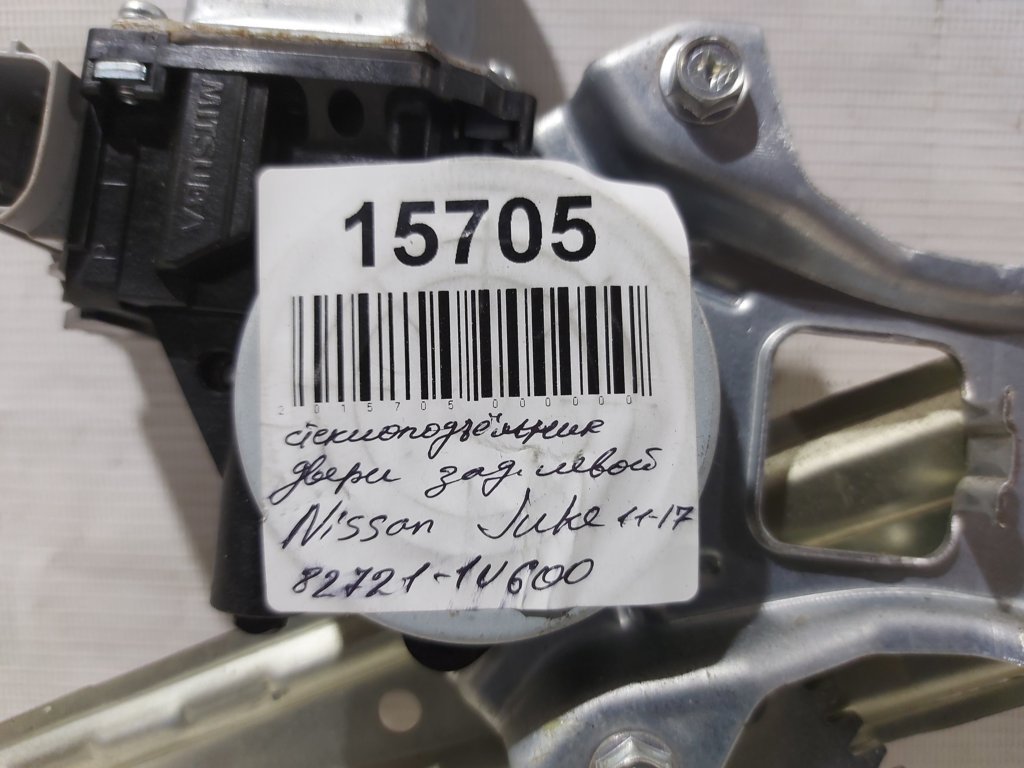 MITSUBA
15705
2015705000000
стеклоподъёмник
двери зад. левой
Nissan Juke 11-17
82721-1V600